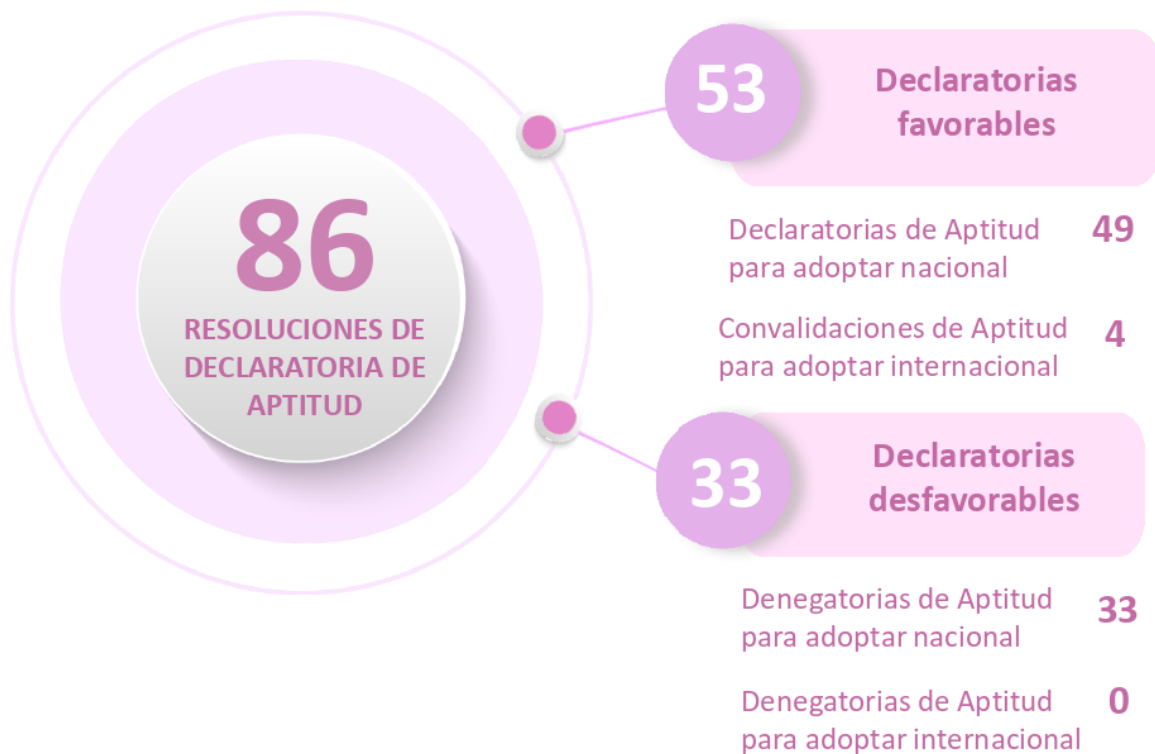 86
RESOLUCIONES DE
DECLARATORIA DE
APTITUD
53
Declaratorias
favorables
Declaratorias de Aptitud
para adoptar nacional
49
Convalidaciones de Aptitud
para adoptar internacional
4
33
Declaratorias
desfavorables
Denegatorias de Aptitud
para adoptar nacional
33
Denegatorias de Aptitud
para adoptar internacional
0